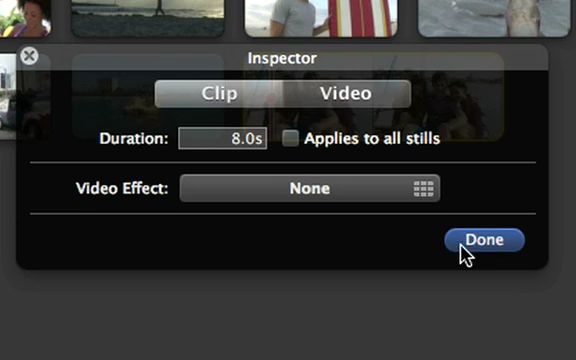 Inspector
Clip Video
Duration: 8.0s Applies to all stills
Video Effect: None
Done